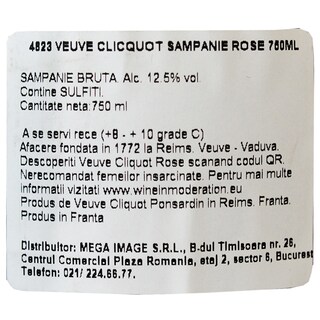 4823 VEUVE CLICQUOT SAMPANIE ROSE 750ML
SAMPANIE BRUTA. Alc. 12.5% vol.
Contine SULFITI.
Cantitate neta:750 ml
A se servi rece (+8 - + 10 grade C)
Afacere fondata in 1772 la Reims. Veuve - Vaduva.
Descoperiti Veuve Cliquot Rose scanand codul QR.
Nerecomandat femeilor insarcinate. Pentru mai multe
informatii vizitati www.wineinmoderation.eu
Produs de Veuve Cliquot Ponsardin in Reims. Franta.
Produs in Franta
Distribuitor: MEGA IMAGE S.R.L., B-dul Timisoara nr. 26,
Centrul Comercial Plaza Romania, etaj 2, sector 6, Bucurest
Telefon: 021/ 224.66.77.